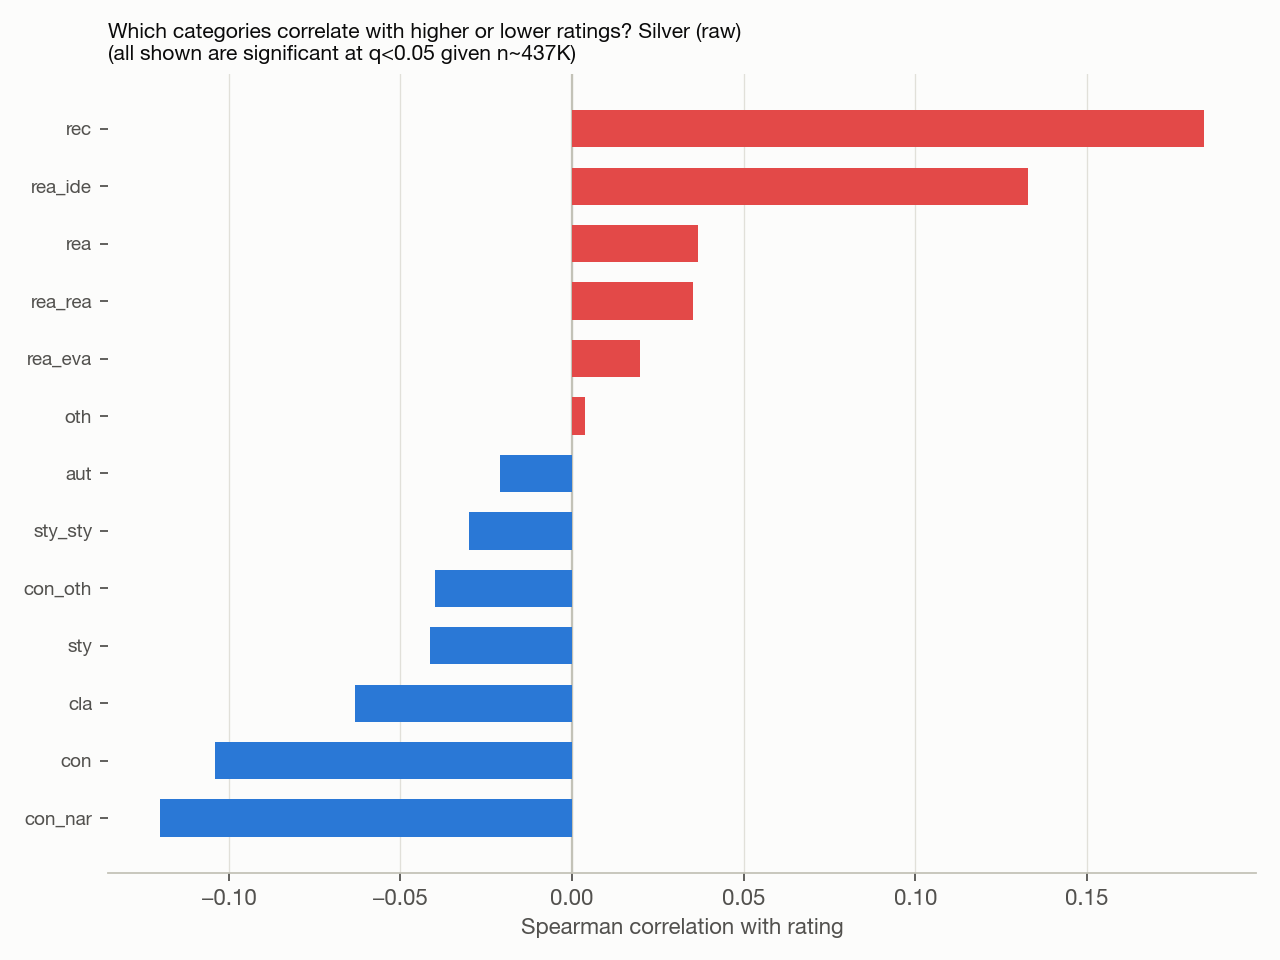 Which categories correlate with higher or lower ratings? Silver (raw)
(all shown are significant at q<0.05 given n~437K)
rec
rea_ide
rea
rea_rea
rea_eva
oth
aut
sty_sty
con_oth
sty
cla
con
con_nar
−0.10 −0.05 0.00 0.05 0.10 0.15
Spearman correlation with rating